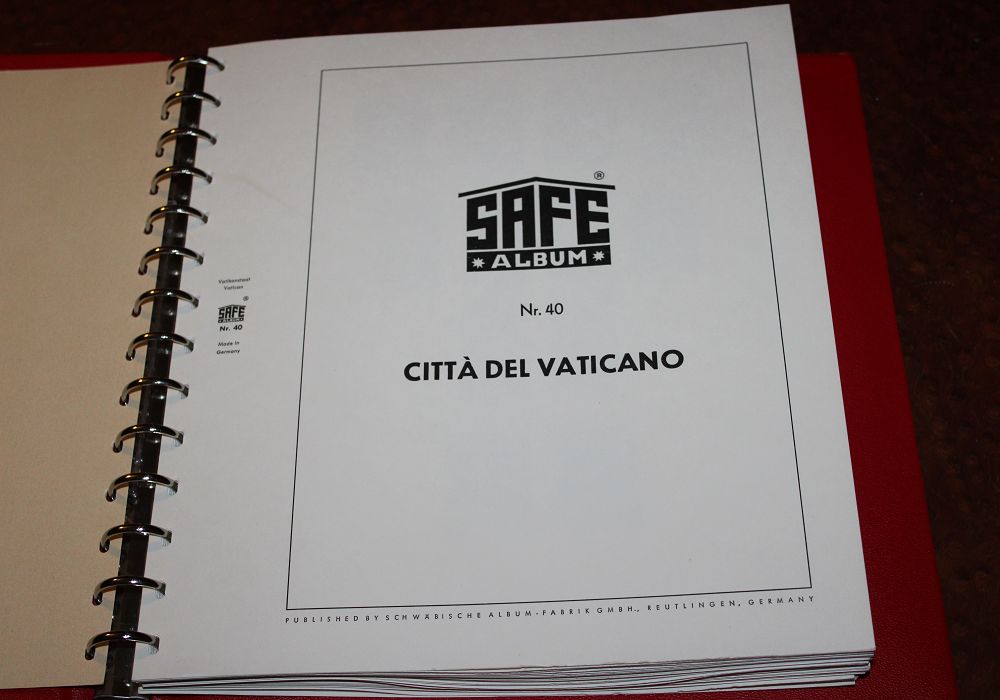 Vatikanstaat
Vatican
®
SAFE
ALBUM
Nr. 40
Made in
Germany
®
SAFE
ALBUM
Nr. 40
CITTÀ DEL VATICANO
PUBLISHED BY SCHWÄBISCHE ALBUM-FABRIK GMBH., REUTLINGEN, GERMANY